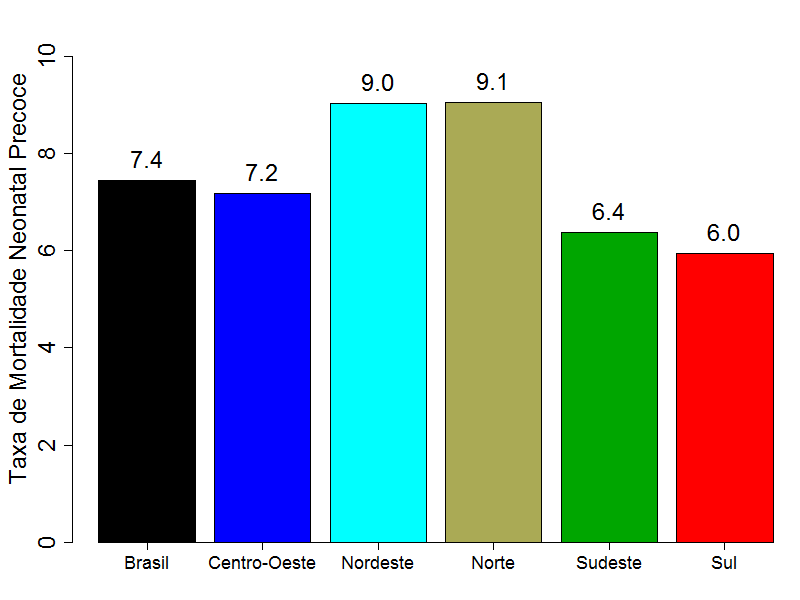 Taxa de Mortalidade Neonatal Precoce
10
8
6
4
2
0
7.4
7.2
9.0
9.1
6.4
6.0
Brasil
Centro-Oeste
Nordeste
Norte
Sudeste
Sul